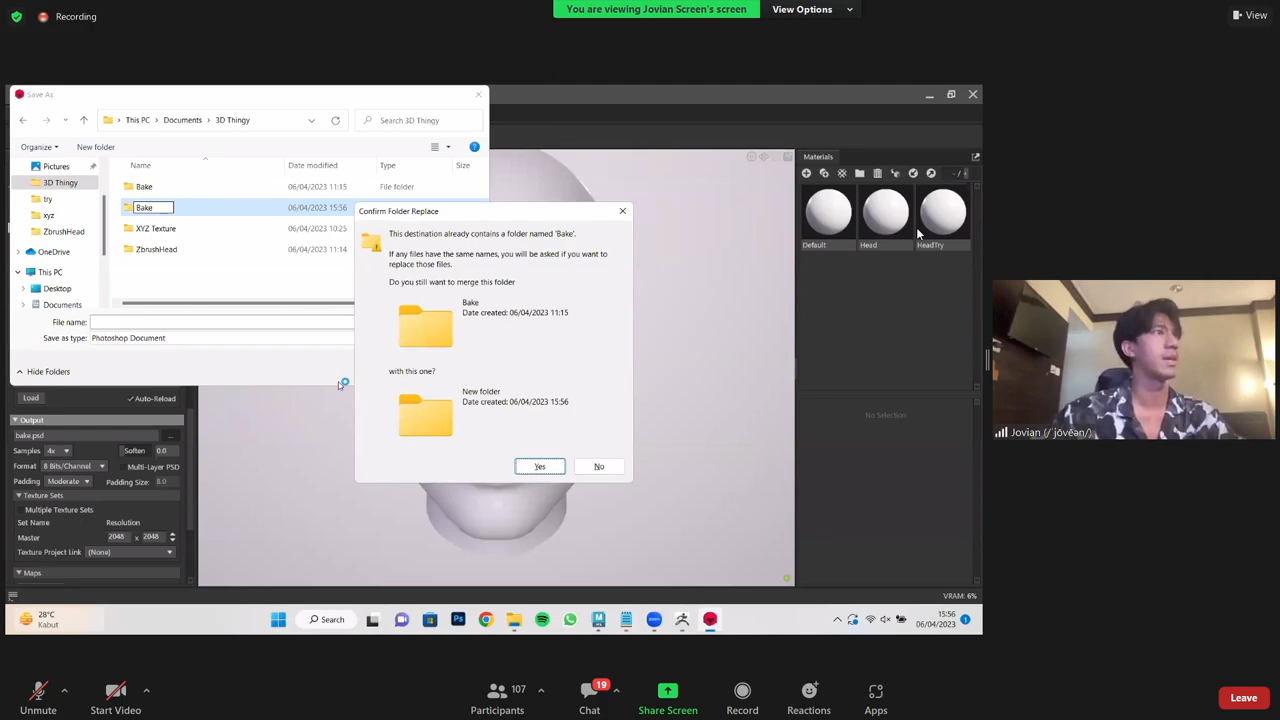 Recording
You are viewing Jovian Screen's screen
View Options
View
Save As
This PC
Documents
3D Thingy
Search 3D Thingy
Organize
New folder
Pictures
3D Thingy
try
xyz
ZbrushHead
OneDrive
This PC
Desktop
Documents
Name
Date modified
Type
Size
Bake 06/04/2023 11:15 File folder
Bake 06/04/2023 15:56
XYZ Texture 06/04/2023 10:25
ZbrushHead 06/04/2023 11:14
File name:
Save as type: Photoshop Document
Hide Folders
Confirm Folder Replace
This destination already contains a folder named 'Bake'.
If any files have the same names, you will be asked if you want to
replace those files.
Do you still want to merge this folder
Bake
Date created: 06/04/2023 11:15
with this one?
New folder
Date created: 06/04/2023 15:56
Yes
No
Materials
- / -
Default
Head
HeadTry
No Selection
Load
Auto-Reload
Output
bake.psd
...
Samples 4x Soften 0.0
Format 8 Bits/Channel Multi-Layer PSD
Padding Moderate Padding Size: 8.0
Texture Sets
Multiple Texture Sets
Set Name Resolution
Master 2048 x 2048
Texture Project Link (None)
Maps
VRAM: 6%
28°C
Kabut
Search
Ps
15:56
06/04/2023
1
Jovian (/ˈjōvēən/)
Unmute
Start Video
107
Participants
19
Chat
Share Screen
Record
Reactions
Apps
Leave